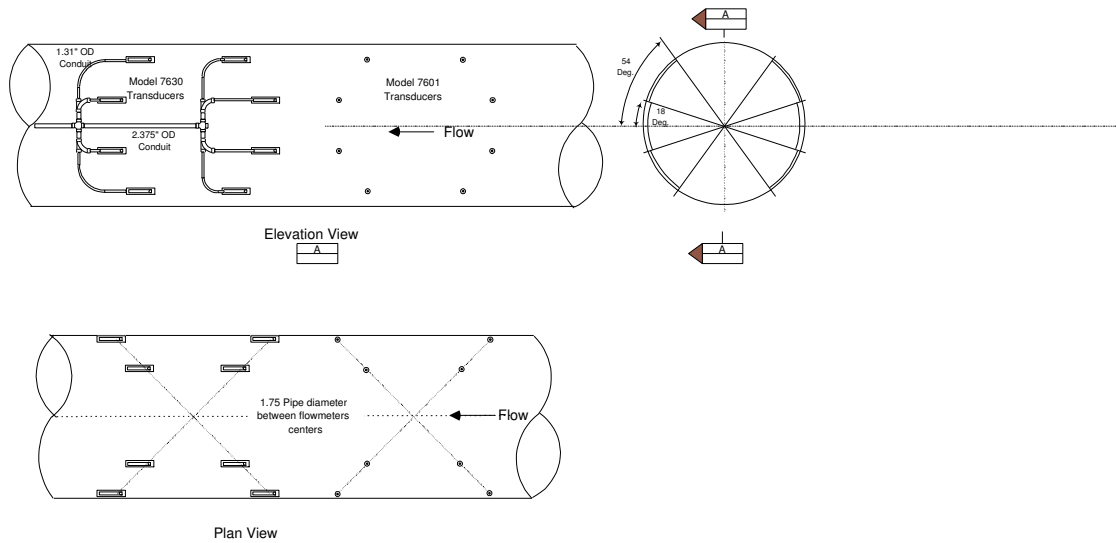 1.31" OD
Conduit
Model 7630
Transducers
2.375" OD
Conduit
Model 7601
Transducers
Flow
Elevation View
A
A
54
Deg.
18
Deg.
A
1.75 Pipe diameter
between flowmeters
centers
Flow
Plan View